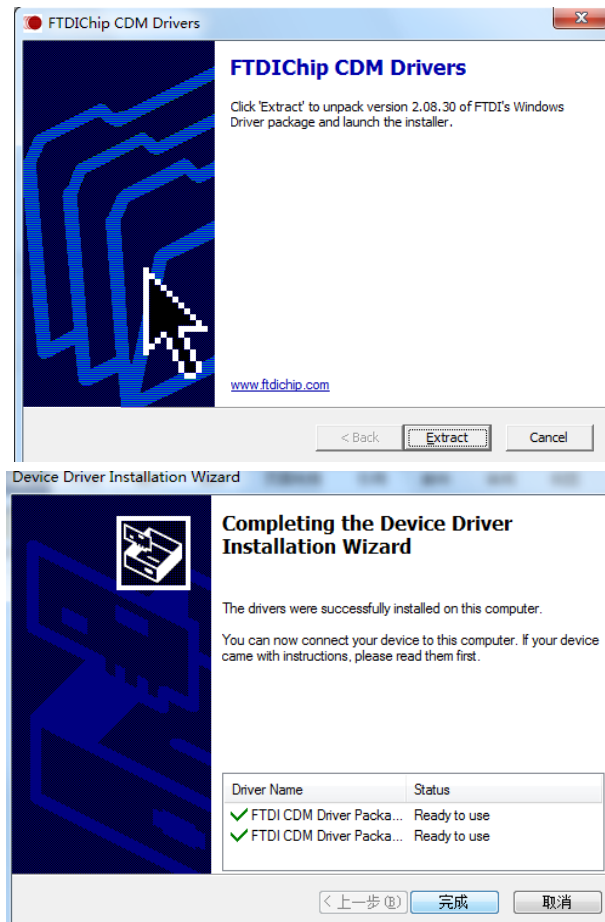 FTDIChip CDM Drivers
FTDIChip CDM Drivers
Click 'Extract' to unpack version 2.08.30 of FTDI's Windows
Driver package and launch the installer.
www.ftdichip.com
< Back Extract Cancel
Device Driver Installation Wizard
Completing the Device Driver
Installation Wizard
The drivers were successfully installed on this computer.
You can now connect your device to this computer. If your device
came with instructions, please read them first.
Driver Name Status
FTDI CDM Driver Packa... Ready to use
FTDI CDM Driver Packa... Ready to use
< 上一步(B) 完成 取消